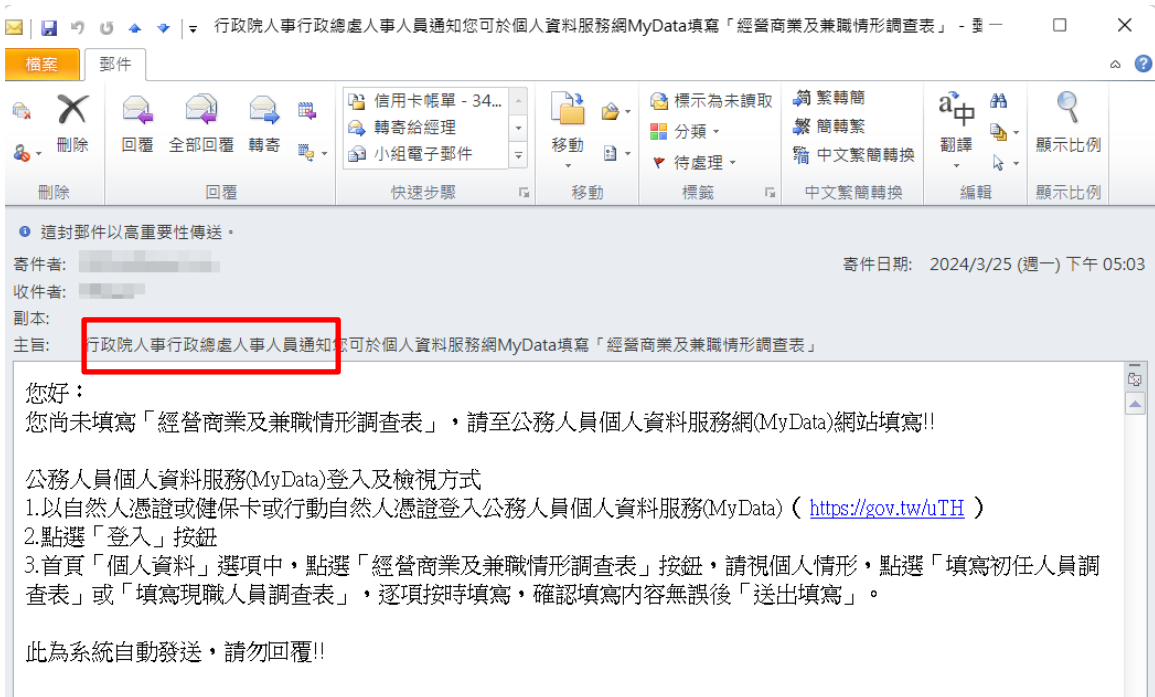 行政院人事行政總處人事人員通知您可於個人資料服務網MyData填寫「經營商業及兼職情形調查表」 -
檔案 郵件
刪除
回覆 全部回覆 轉寄
信用卡帳單 - 34...
轉寄給經理
小組電子郵件
移動
標示為未讀取
分類
待處理
簡 繁轉簡
繁 簡轉繁
中文繁簡轉換
a中
翻譯
顯示比例
刪除 回覆 快速步驟 移動 標籤 中文繁簡轉換 編輯 顯示比例
這封郵件以高重要性傳送。
寄件者: 寄件日期: 2024/3/25 (週一) 下午 05:03
收件者:
副本:
主旨: 行政院人事行政總處人事人員通知您可於個人資料服務網MyData填寫「經營商業及兼職情形調查表」
您好：
您尚未填寫「經營商業及兼職情形調查表」，請至公務人員個人資料服務網(MyData)網站填寫!!
公務人員個人資料服務(MyData)登入及檢視方式
1.以自然人憑證或健保卡或行動自然人憑證登入公務人員個人資料服務(MyData)（ https://gov.tw/uTH ）
2.點選「登入」按鈕
3.首頁「個人資料」選項中，點選「經營商業及兼職情形調查表」按鈕，請視個人情形，點選「填寫初任人員調
查表」或「填寫現職人員調查表」，逐項按時填寫，確認填寫內容無誤後「送出填寫」。
此為系統自動發送，請勿回覆!!